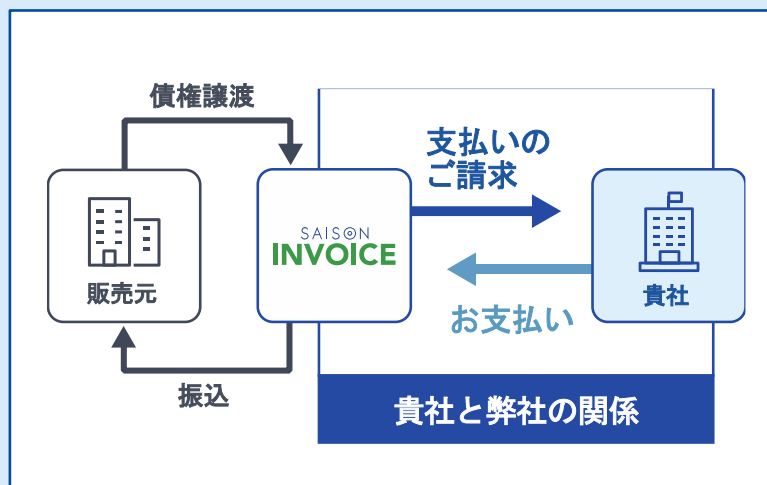 債権譲渡
支払いの
ご請求
SAISON
INVOICE
販売元
貴社
お支払い
振込
貴社と弊社の関係